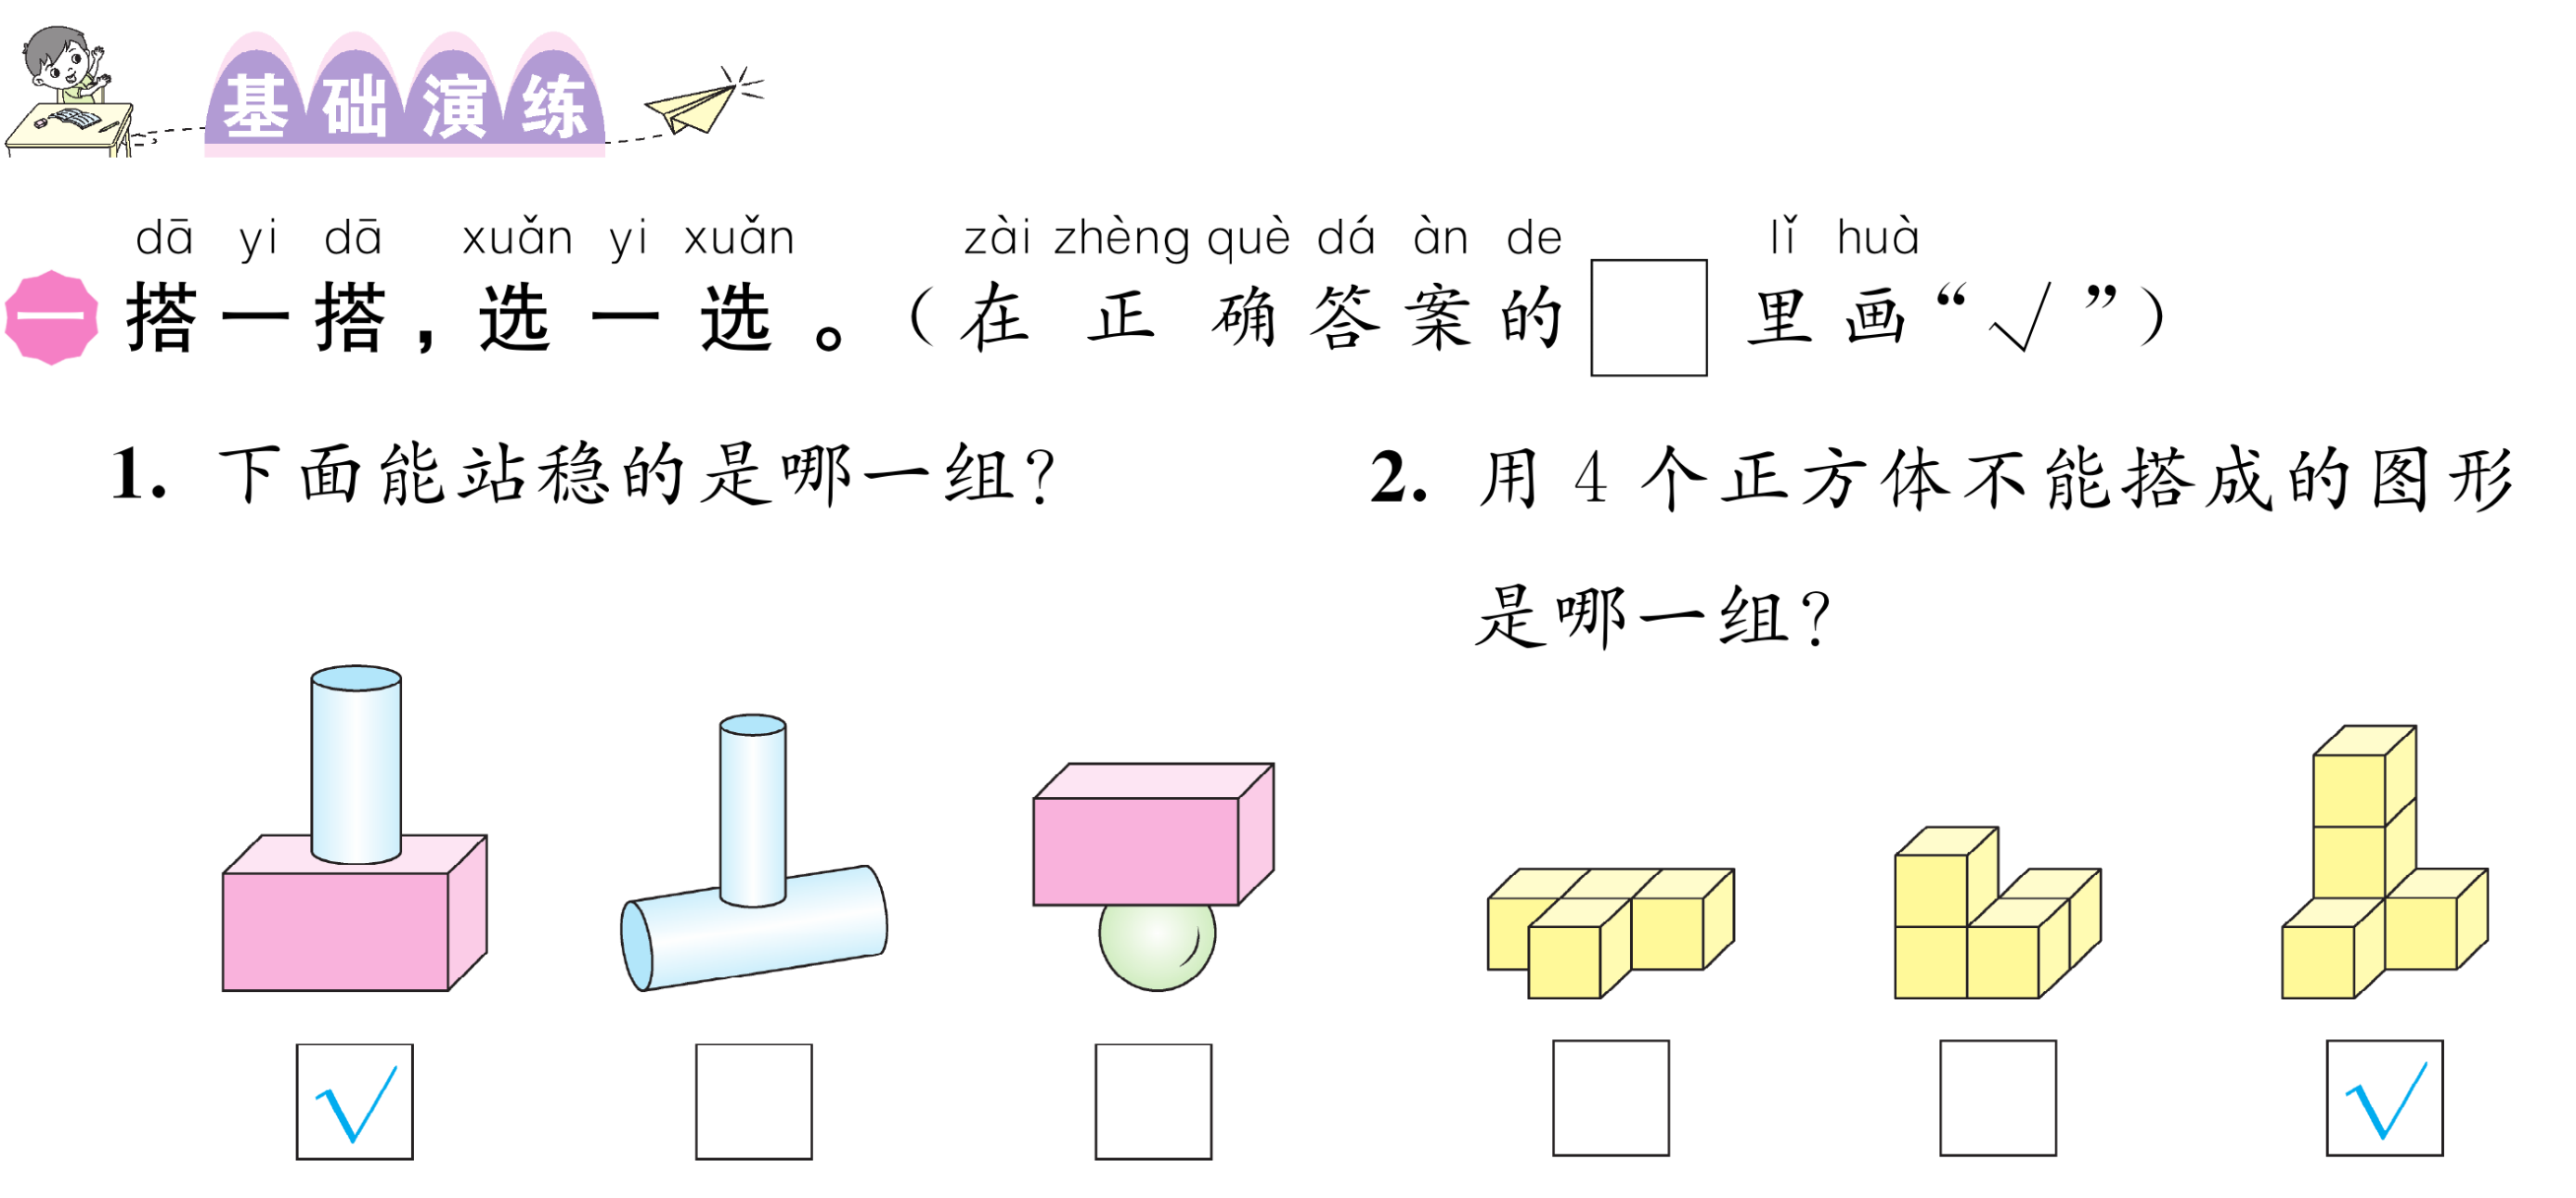 基础演练
dā yi dā xuǎn yi xuǎn zài zhèng què dá àn de lǐ huà
一 搭一搭，选一选。（在正确答案的□里画“√”）
1. 下面能站稳的是哪一组？
2. 用4个正方体不能搭成的图形
是哪一组？
√
√